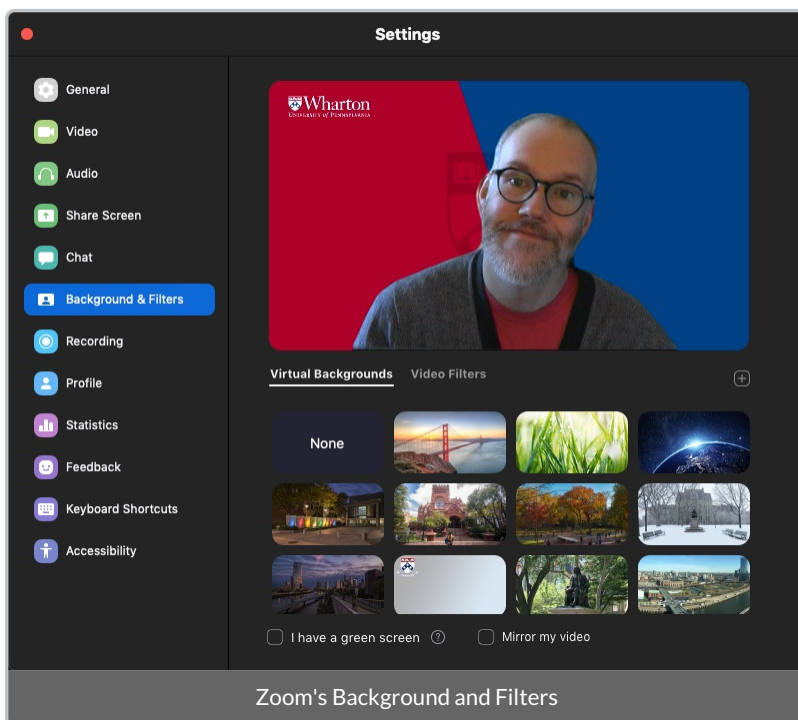 Settings
General
Video
Audio
Share Screen
Chat
Background & Filters
Recording
Profile
Statistics
Feedback
Keyboard Shortcuts
Accessibility
Wharton
UNIVERSITY of PENNSYLVANIA
Virtual Backgrounds Video Filters
None
I have a green screen ? Mirror my video
Zoom's Background and Filters